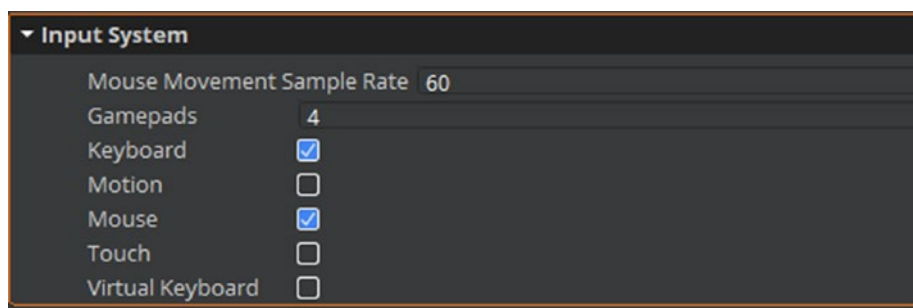 Input System
Mouse Movement Sample Rate 60
Gamepads 4
Keyboard
Motion
Mouse
Touch
Virtual Keyboard